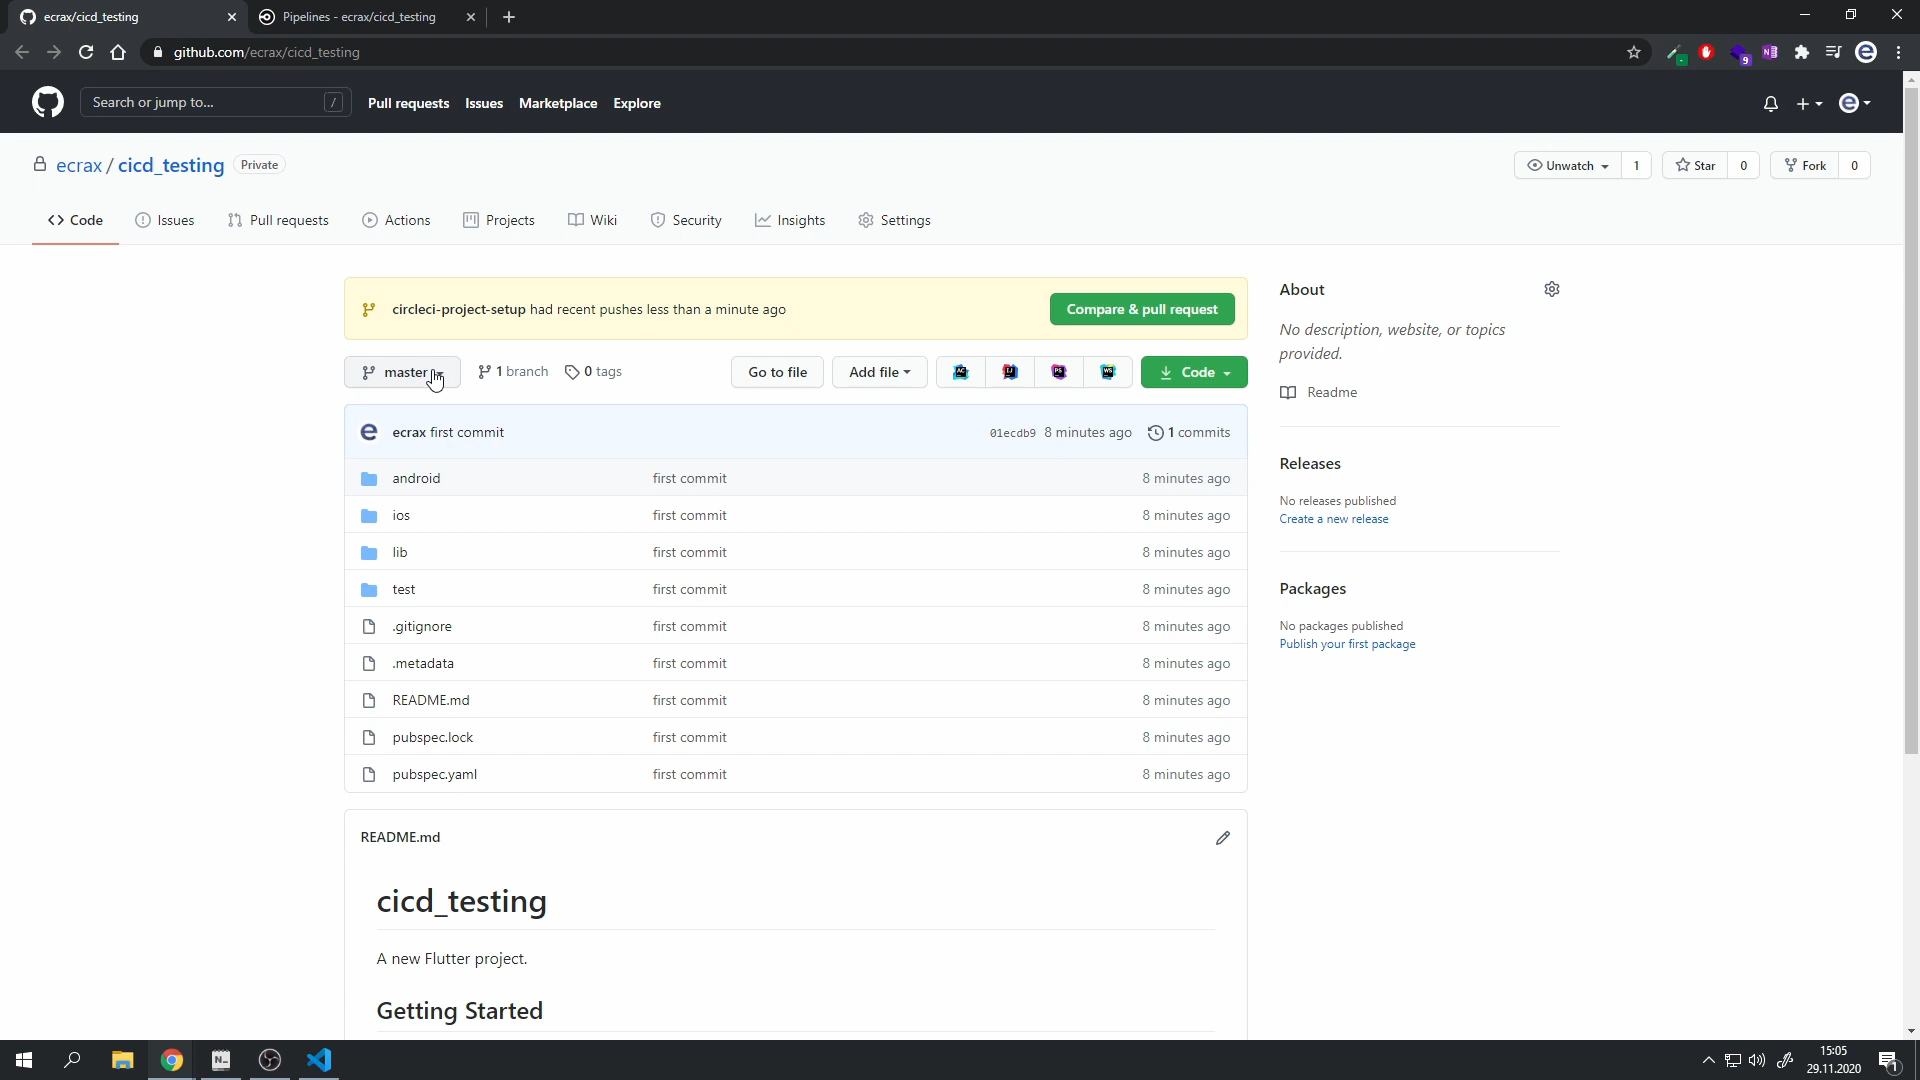 ecrax/cicd_testing
Pipelines - ecrax/cicd_testing
github.com/ecrax/cicd_testing
9
Search or jump to... /
Pull requests Issues Marketplace Explore
ecrax / cicd_testing Private
Unwatch 1 Star 0 Fork 0
Code Issues Pull requests Actions Projects Wiki Security Insights Settings
circleci-project-setup had recent pushes less than a minute ago Compare & pull request
master 1 branch 0 tags Go to file Add file AC IJ PS WS Code
ecrax first commit 01ecdb9 8 minutes ago 1 commits
android first commit 8 minutes ago
ios first commit 8 minutes ago
lib first commit 8 minutes ago
test first commit 8 minutes ago
.gitignore first commit 8 minutes ago
.metadata first commit 8 minutes ago
README.md first commit 8 minutes ago
pubspec.lock first commit 8 minutes ago
pubspec.yaml first commit 8 minutes ago
README.md
cicd_testing
A new Flutter project.
Getting Started
About
No description, website, or topics
provided.
Readme
Releases
No releases published
Create a new release
Packages
No packages published
Publish your first package
15:05
29.11.2020
1